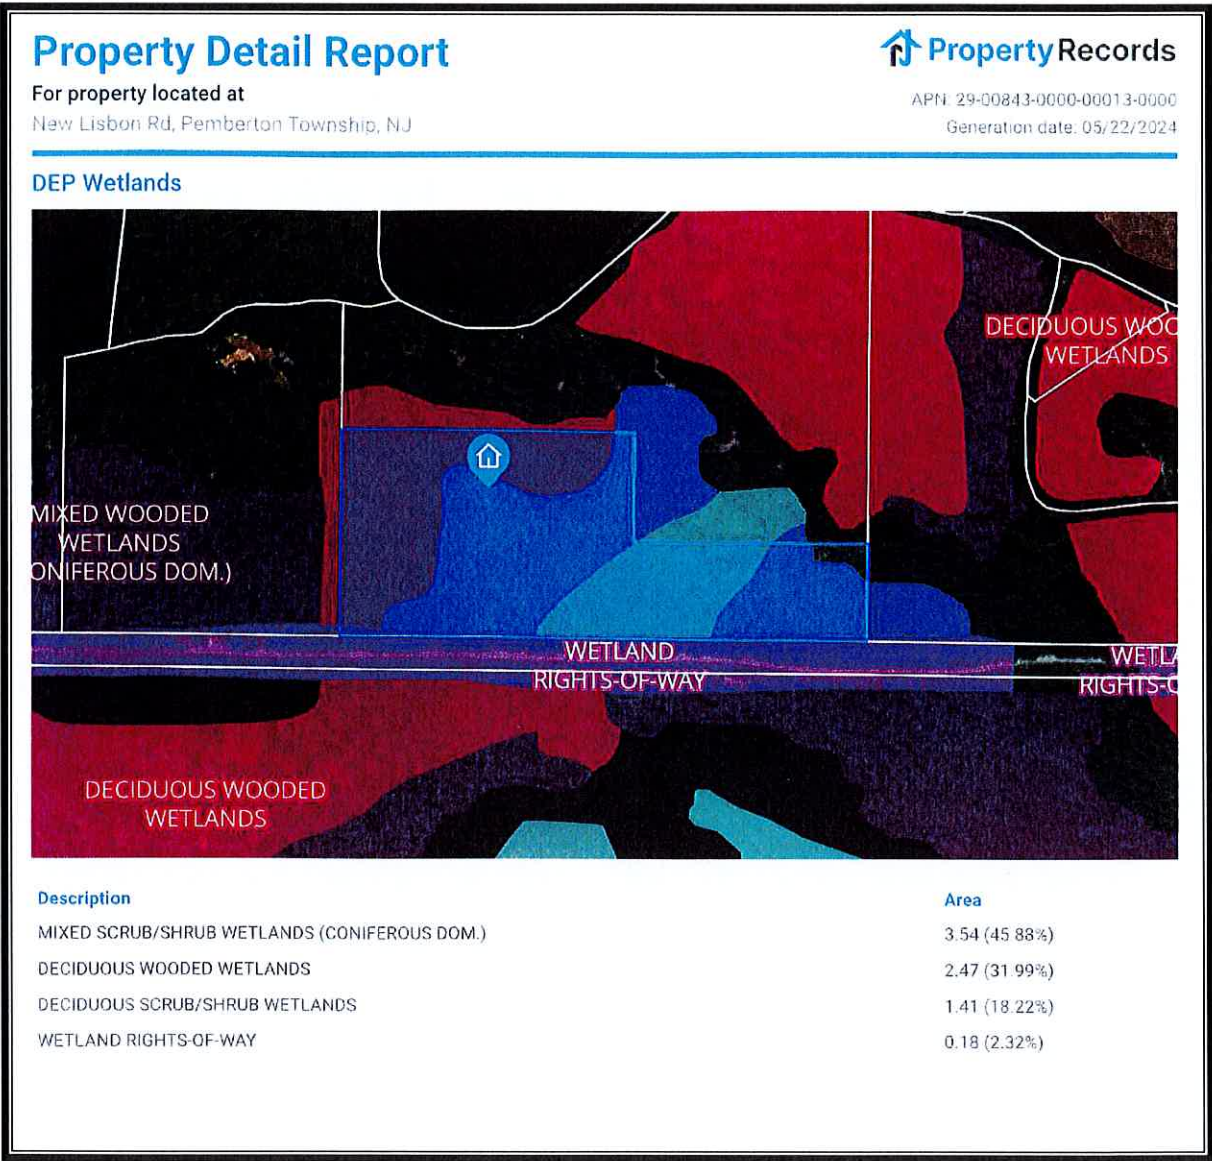 Property Detail Report
PropertyRecords
For property located at
New Lisbon Rd, Pemberton Township, NJ
APN: 29-00843-0000-00013-0000
Generation date: 05/22/2024
DEP Wetlands
DECIDUOUS WOO
WETLANDS
MIXED WOODED
WETLANDS
ONIFEROUS DOM.)
WETLAND
RIGHTS-OF-WAY
WETLA
RIGHTS-O
DECIDUOUS WOODED
WETLANDS
Description Area
MIXED SCRUB/SHRUB WETLANDS (CONIFEROUS DOM.) 3.54 (45.88%)
DECIDUOUS WOODED WETLANDS 2.47 (31.99%)
DECIDUOUS SCRUB/SHRUB WETLANDS 1.41 (18.22%)
WETLAND RIGHTS-OF-WAY 0.18 (2.32%)